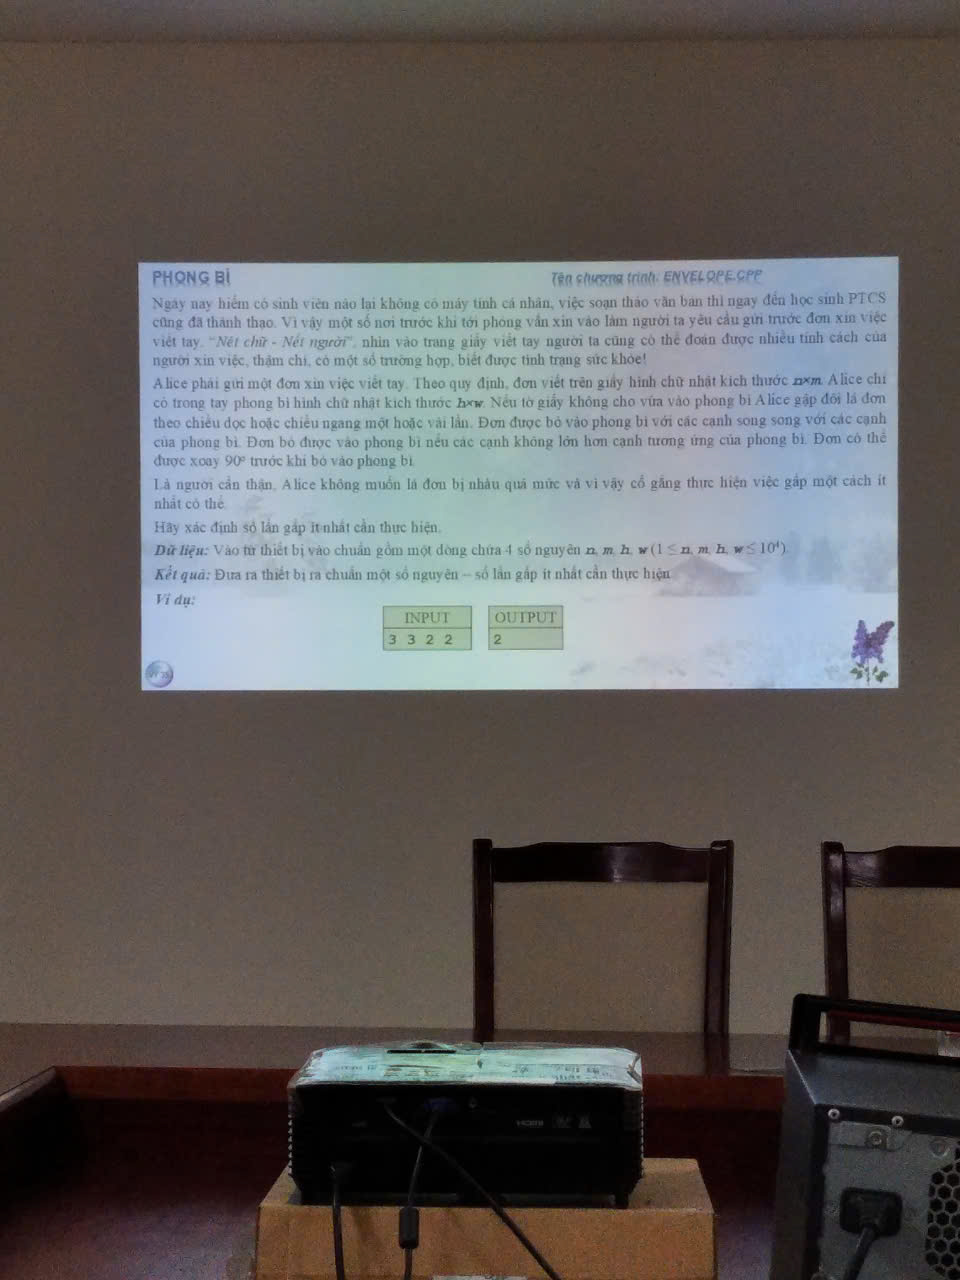 PHONG BÌ Tên chương trình: ENVELOPE.CPP
Ngày nay hiếm có sinh viên nào lại không có máy tính cá nhân, việc soạn thảo văn bản thì ngay đến học sinh PTCS
cũng đã thành thạo. Vì vậy một số nơi trước khi tới phỏng vấn xin vào làm người ta yêu cầu gửi trước đơn xin việc
viết tay. "Nét chữ - Nết người", nhìn vào trang giấy viết tay người ta cũng có thể đoán được nhiều tính cách của
người xin việc, thậm chí, có một số trường hợp, biết được tình trạng sức khỏe!
Alice phải gửi một đơn xin việc viết tay. Theo quy định, đơn viết trên giấy hình chữ nhật kích thước n×m. Alice chỉ
có trong tay phong bì hình chữ nhật kích thước h×w. Nếu tờ giấy không cho vừa vào phong bì Alice gập đôi lá đơn
theo chiều dọc hoặc chiều ngang một hoặc vài lần. Đơn được bỏ vào phong bì với các cạnh song song với các cạnh
của phong bì. Đơn bỏ được vào phong bì nếu các cạnh không lớn hơn cạnh tương ứng của phong bì. Đơn có thể
được xoay 90° trước khi bỏ vào phong bì.
Là người cẩn thận, Alice không muốn lá đơn bị nhàu quá mức và vì vậy cố gắng thực hiện việc gấp một cách ít
nhất có thể.
Hãy xác định số lần gấp ít nhất cần thực hiện.
Dữ liệu: Vào từ thiết bị vào chuẩn gồm một dòng chứa 4 số nguyên n, m, h, w (1 ≤ n, m, h, w ≤ 10⁴).
Kết quả: Đưa ra thiết bị ra chuẩn một số nguyên – số lần gấp ít nhất cần thực hiện.
Ví dụ:
INPUT OUTPUT
3 3 2 2 2
HDMI